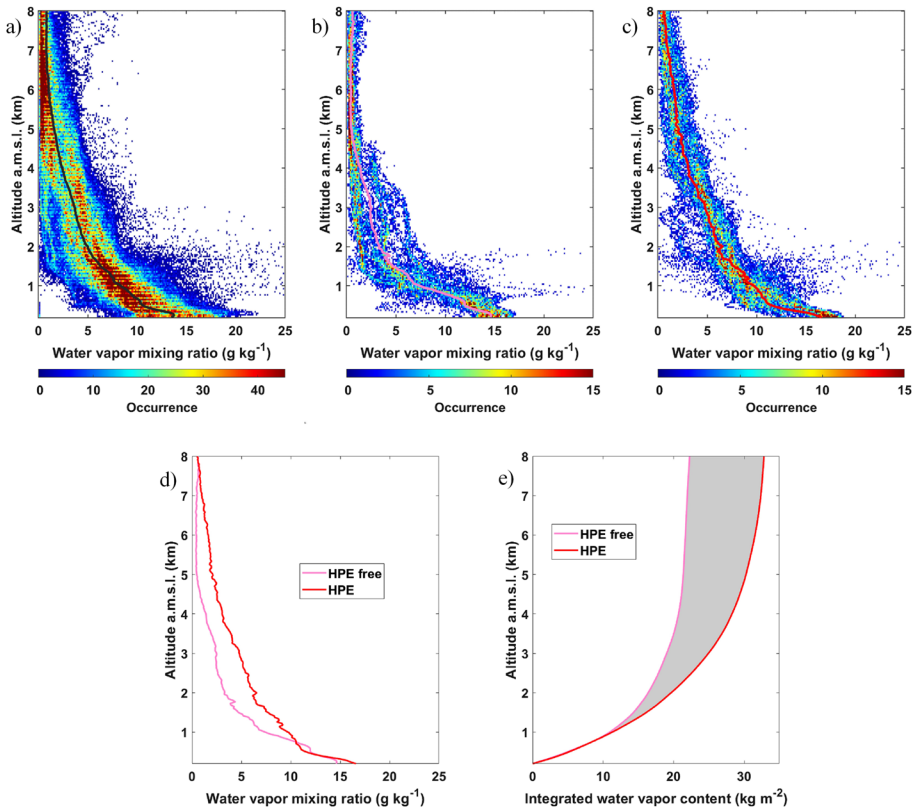 a)
8
7
6
5
4
3
2
1
Altitude a.m.s.l. (km)
0 5 10 15 20 25
Water vapor mixing ratio (g kg-1)
0 10 20 30 40
Occurrence
b)
8
7
6
5
4
3
2
1
Altitude a.m.s.l. (km)
0 5 10 15 20 25
Water vapor mixing ratio (g kg-1)
0 5 10 15
Occurrence
c)
8
7
6
5
4
3
2
1
Altitude a.m.s.l. (km)
0 5 10 15 20 25
Water vapor mixing ratio (g kg-1)
0 5 10 15
Occurrence
d)
8
7
6
5
4
3
2
1
Altitude a.m.s.l. (km)
HPE free
HPE
0 5 10 15 20 25
Water vapor mixing ratio (g kg-1)
e)
8
7
6
5
4
3
2
1
Altitude a.m.s.l. (km)
HPE free
HPE
0 10 20 30
Integrated water vapor content (kg m-2)